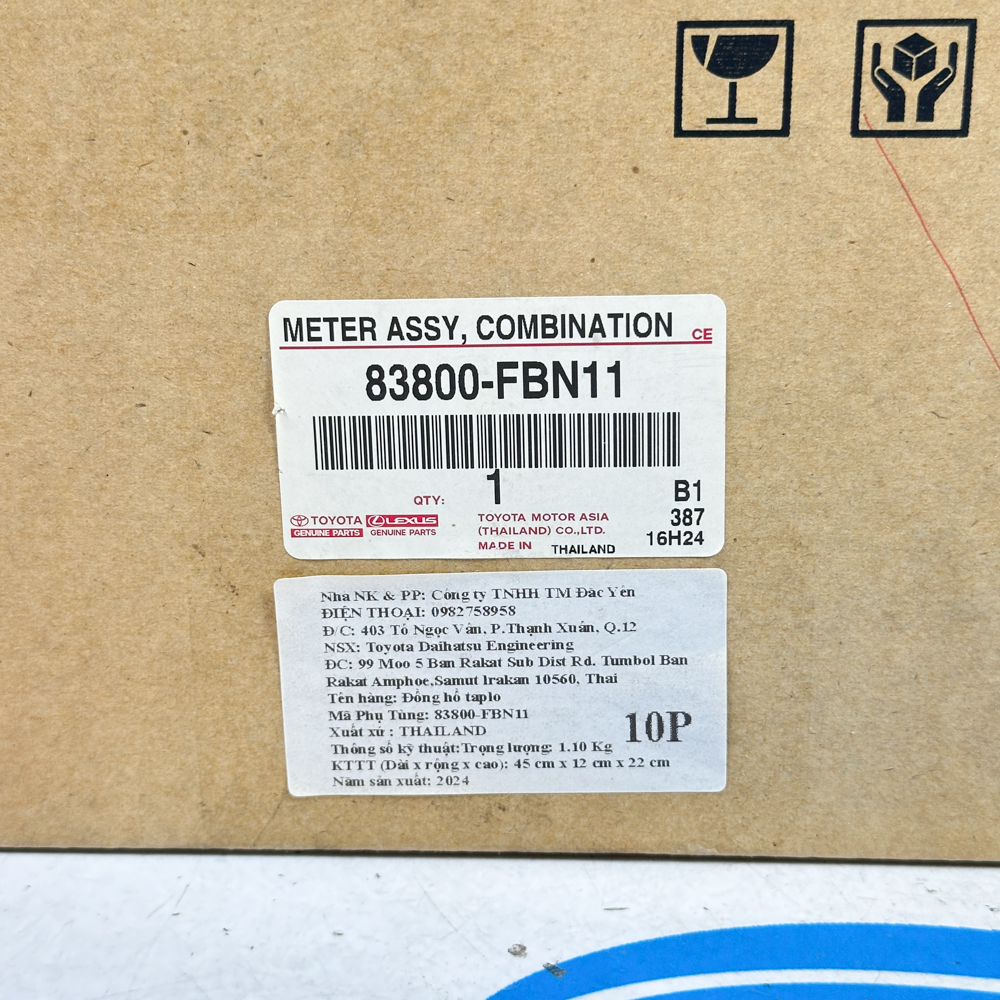 METER ASSY, COMBINATION CE
83800-FBN11
QTY: 1
B1
387
16H24
TOYOTA LEXUS
GENUINE PARTS GENUINE PARTS
TOYOTA MOTOR ASIA
(THAILAND) CO.,LTD.
MADE IN THAILAND
Nhà NK & PP: Công ty TNHH TM Đăc Yến
ĐIỆN THOẠI: 0982758958
Đ/C: 403 Tô Ngọc Vân, P.Thạnh Xuân, Q.12
NSX: Toyota Daihatsu Engineering
ĐC: 99 Moo 5 Ban Rakat Sub Dist Rd. Tumbol Ban
Rakat Amphoe,Samut lrakan 10560, Thai
Tên hàng: Đồng hồ taplo
Mã Phụ Tùng: 83800-FBN11
Xuất xứ : THAILAND
Thông số kỹ thuật:Trọng lượng: 1.10 Kg
KTTT (Dài x rộng x cao): 45 cm x 12 cm x 22 cm
Năm sản xuất: 2024
10P